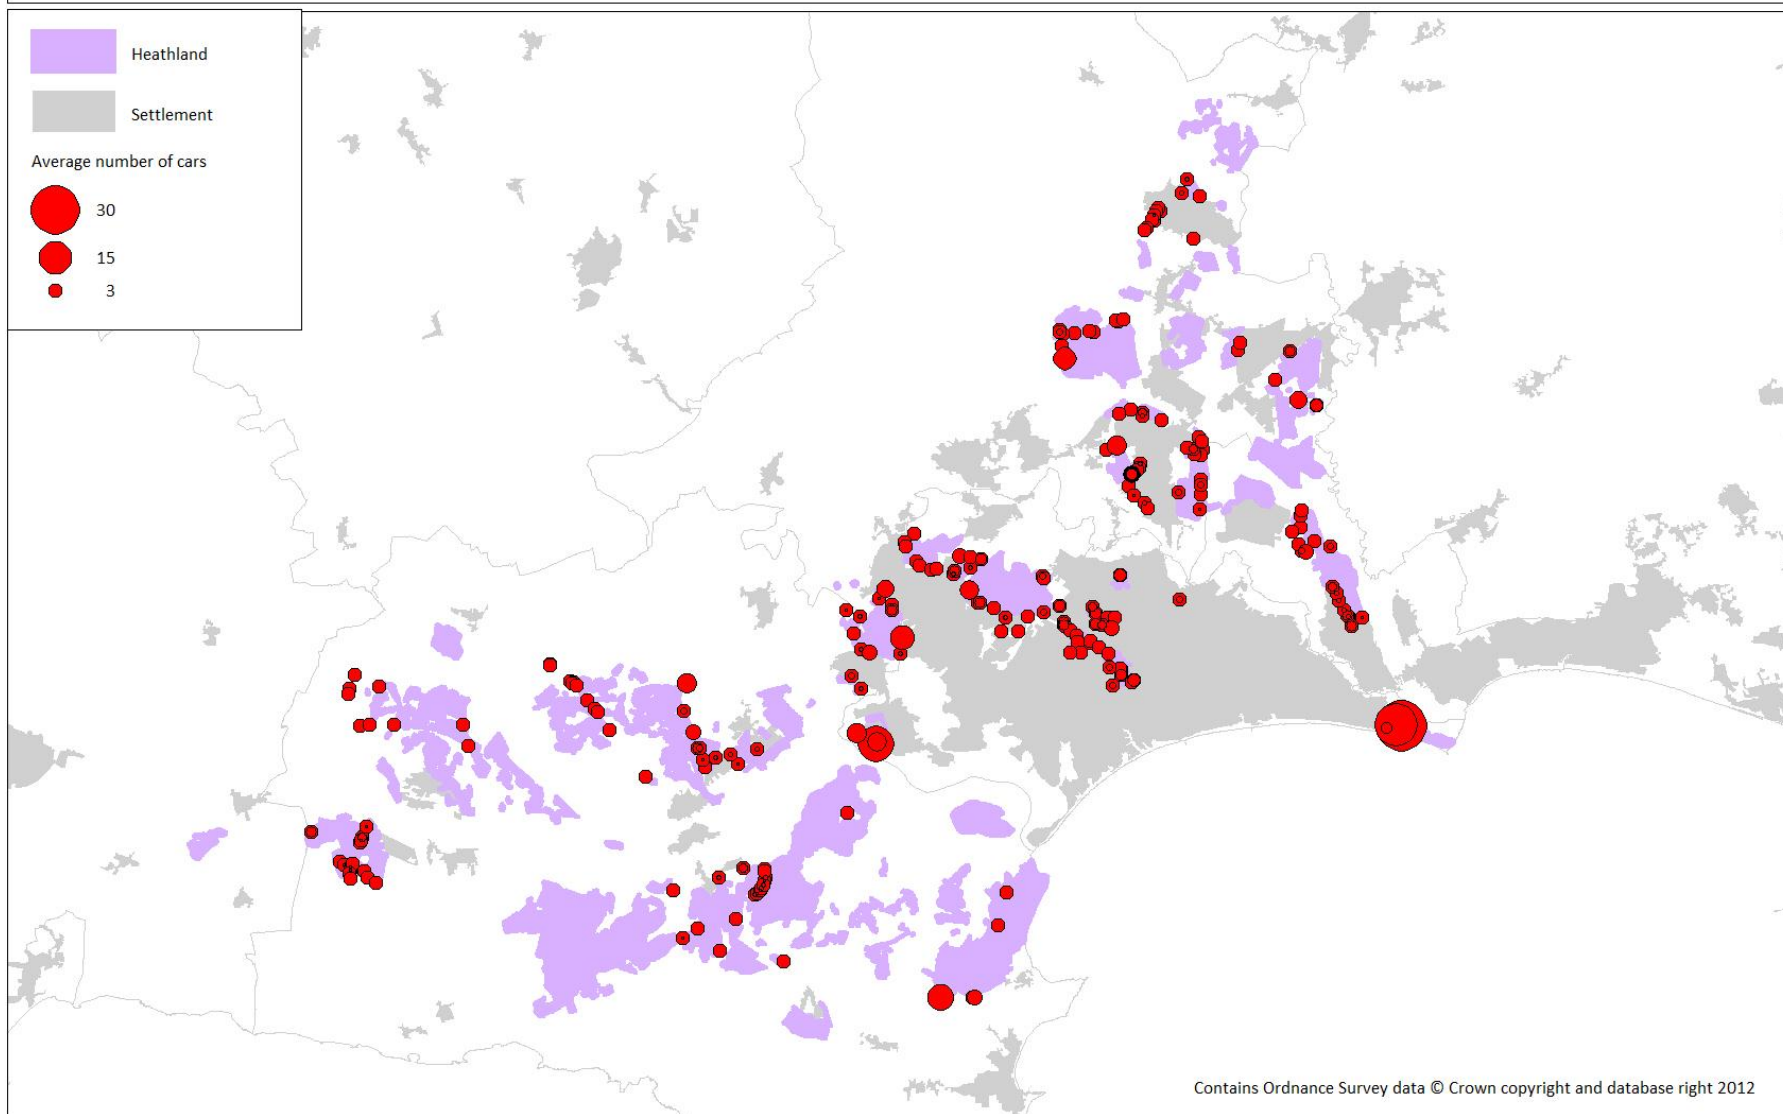 Heathland
Settlement
Average number of cars
30
15
3
Contains Ordnance Survey data © Crown copyright and database right 2012